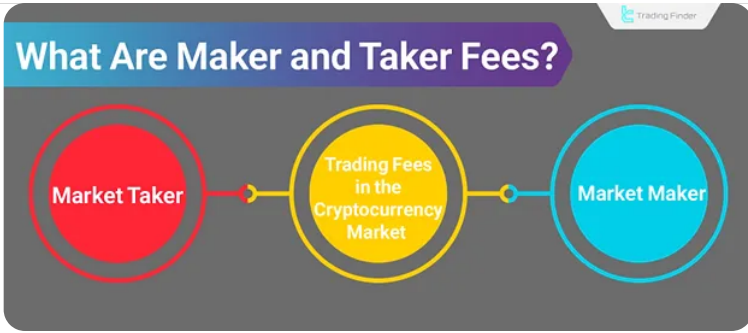 Trading Finder
What Are Maker and Taker Fees?
Market Taker
Trading Fees
in the
Cryptocurrency
Market
Market Maker